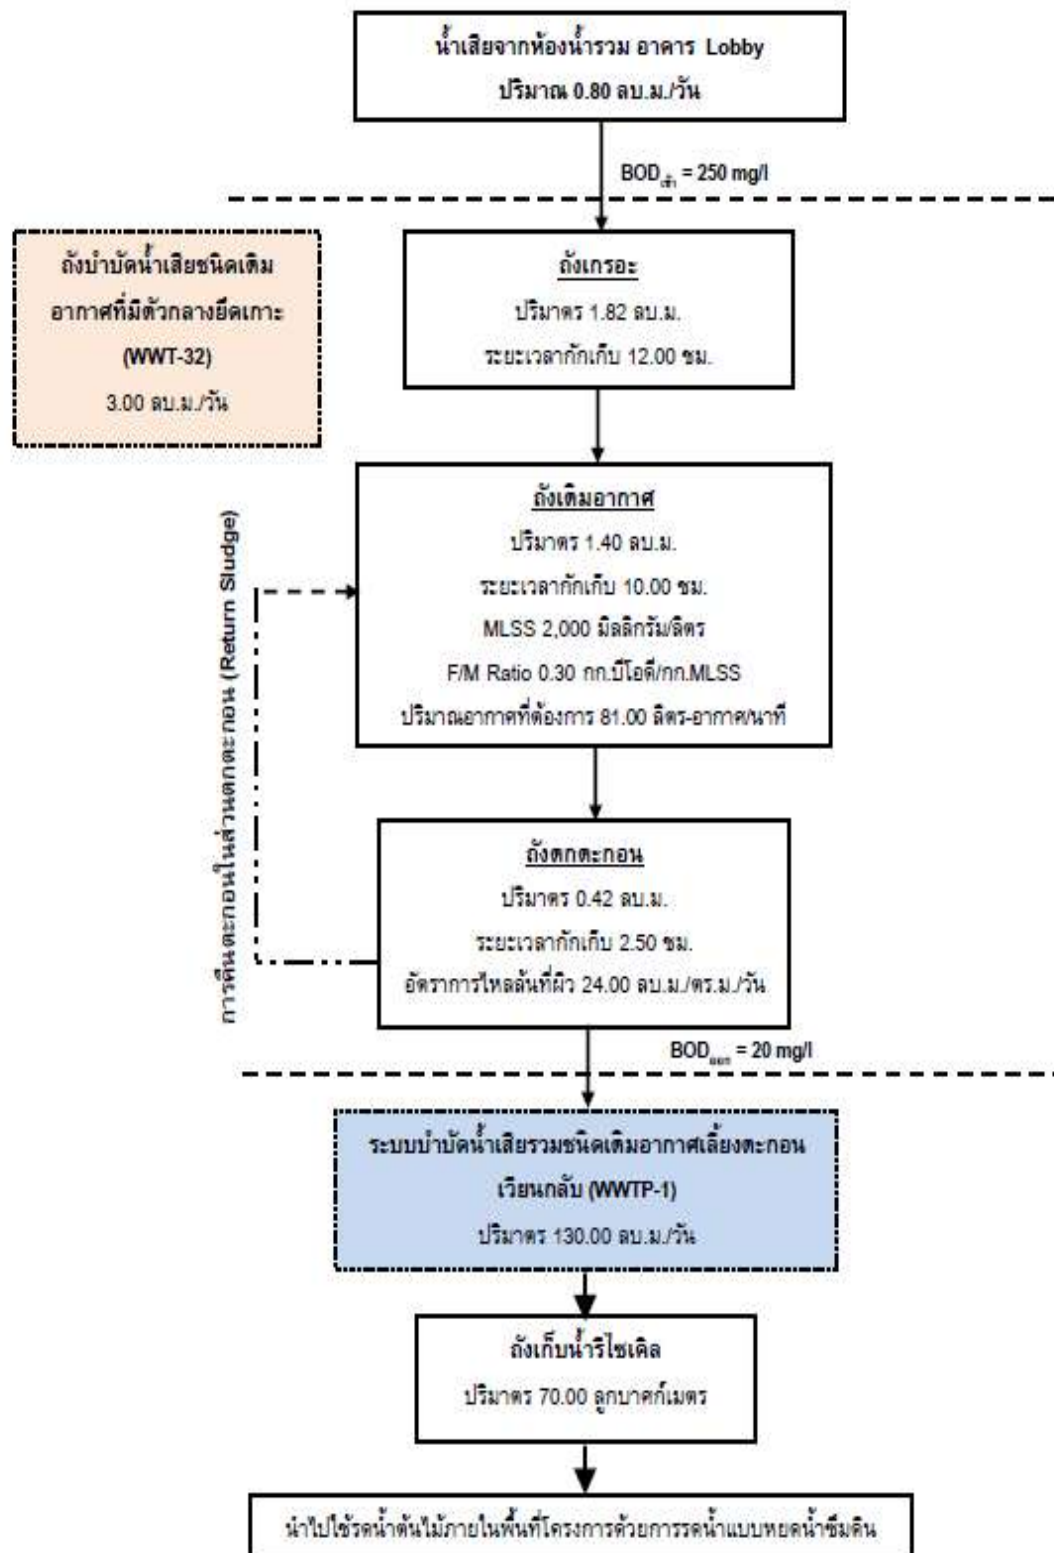 น้ำเสียจากห้องน้ำรวม อาคาร Lobby
ปริมาณ 0.80 ลบ.ม./วัน
BODเข้า = 250 mg/l
ถังบำบัดน้ำเสียชนิดเติม
อากาศที่มีตัวกลางยึดเกาะ
(WWT-32)
3.00 ลบ.ม./วัน
ถังเกรอะ
ปริมาตร 1.82 ลบ.ม.
ระยะเวลากักเก็บ 12.00 ชม.
ถังเติมอากาศ
ปริมาตร 1.40 ลบ.ม.
ระยะเวลากักเก็บ 10.00 ชม.
MLSS 2,000 มิลลิกรัม/ลิตร
F/M Ratio 0.30 กก.บีโอดี/กก.MLSS
ปริมาณอากาศที่ต้องการ 81.00 ลิตร-อากาศ/นาที
การคืนตะกอนในส่วนตกตะกอน (Return Sludge)
ถังตกตะกอน
ปริมาตร 0.42 ลบ.ม.
ระยะเวลากักเก็บ 2.50 ชม.
อัตราการไหลล้นที่ผิว 24.00 ลบ.ม./ตร.ม./วัน
BODออก = 20 mg/l
ระบบบำบัดน้ำเสียรวมชนิดเติมอากาศเลี้ยงตะกอน
เวียนกลับ (WWTP-1)
ปริมาตร 130.00 ลบ.ม./วัน
ถังเก็บน้ำรีไซเคิล
ปริมาตร 70.00 ลูกบาศก์เมตร
นำไปใช้รดน้ำต้นไม้ภายในพื้นที่โครงการด้วยการรดน้ำแบบหยดน้ำซึมดิน